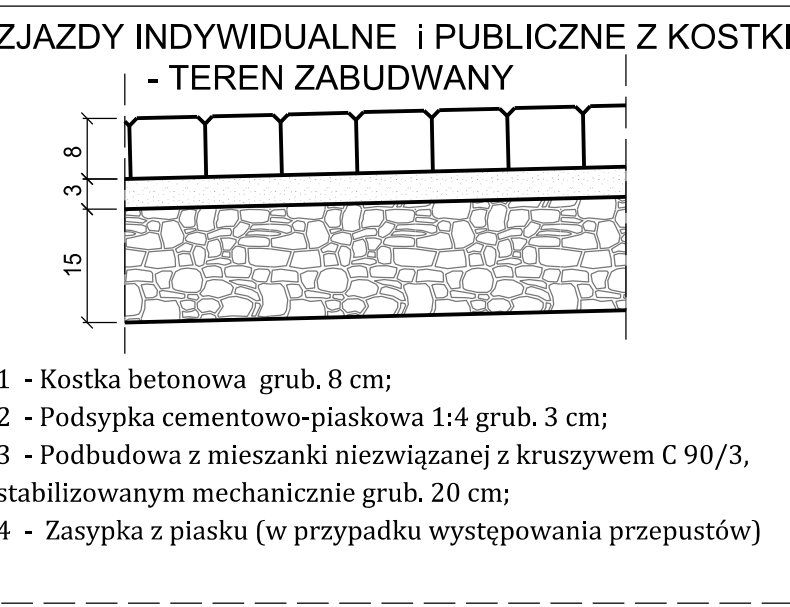 ZJAZDY INDYWIDUALNE i PUBLICZNE Z KOSTKI
- TEREN ZABUDWANY
8
3
15
1 - Kostka betonowa grub. 8 cm;
2 - Podsypka cementowo-piaskowa 1:4 grub. 3 cm;
3 - Podbudowa z mieszanki niezwiązanej z kruszywem C 90/3,
stabilizowanym mechanicznie grub. 20 cm;
4 - Zasypka z piasku (w przypadku występowania przepustów)